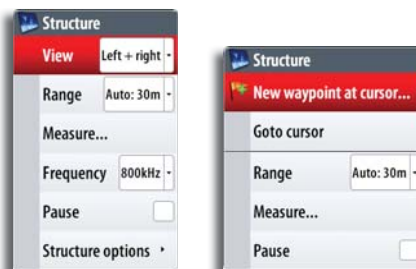 Structure
View Left + right
Range Auto: 30m
Measure...
Frequency 800kHz
Pause
Structure options
Structure
New waypoint at cursor...
Goto cursor
Range Auto: 30m
Measure...
Pause